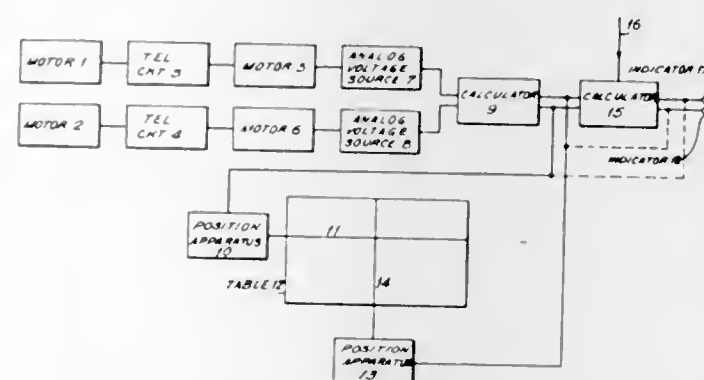 16
INDICATOR 17
MOTOR 1
TEL
CKT 3
MOTOR 5
ANALOG
VOLTAGE
SOURCE 7
CALCULATOR
9
CALCULATOR
15
MOTOR 2
TEL
CKT 4
MOTOR 6
ANALOG
VOLTAGE
SOURCE 8
INDICATOR 18
POSITION
APPARATUS
10
11
TABLE 12
14
POSITION
APPARATUS
13